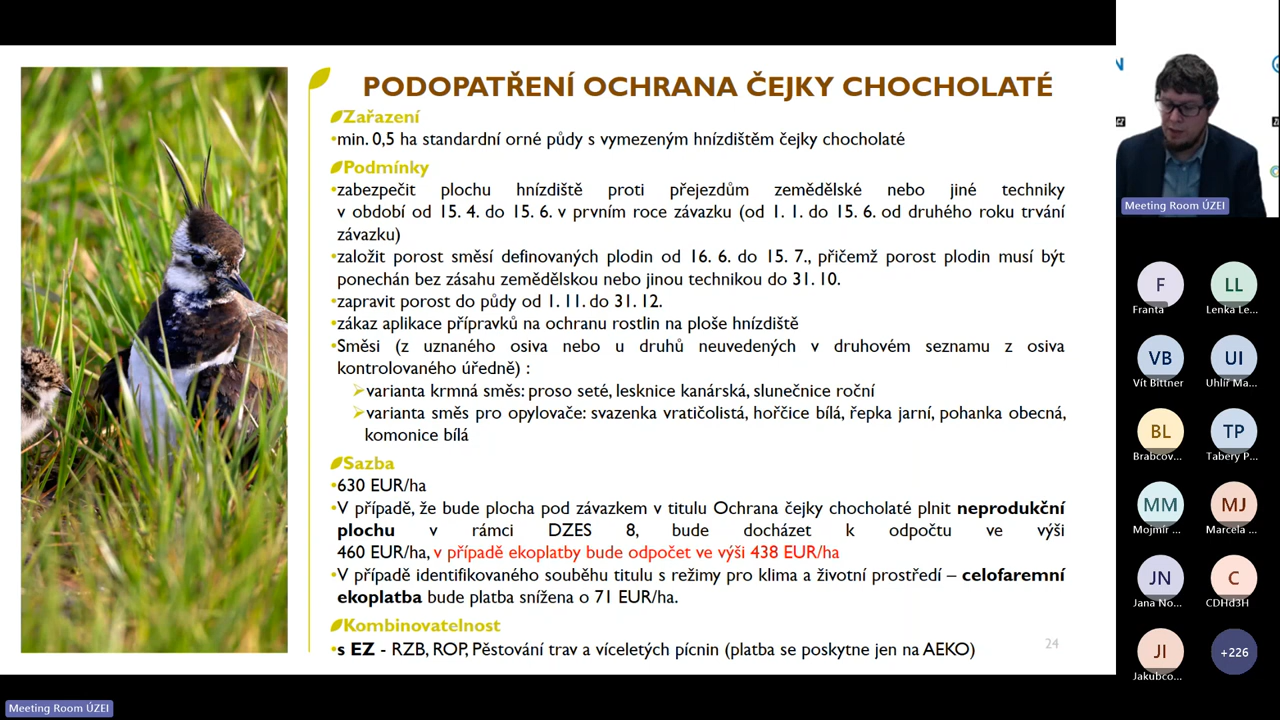 PODOPATŘENÍ OCHRANA ČEJKY CHOCHOLATÉ
Zařazení
•min. 0,5 ha standardní orné půdy s vymezeným hnízdištěm čejky chocholaté
Podmínky
•zabezpečit plochu hnízdiště proti přejezdům zemědělské nebo jiné techniky
v období od 15. 4. do 15. 6. v prvním roce závazku (od 1. 1. do 15. 6. od druhého roku trvání
závazku)
•založit porost směsí definovaných plodin od 16. 6. do 15. 7., přičemž porost plodin musí být
ponechán bez zásahu zemědělskou nebo jinou technikou do 31. 10.
•zapravit porost do půdy od 1. 11. do 31. 12.
•zákaz aplikace přípravků na ochranu rostlin na ploše hnízdiště
•Směsi (z uznaného osiva nebo u druhů neuvedených v druhovém seznamu z osiva
kontrolovaného úředně) :
➢varianta krmná směs: proso seté, lesknice kanárská, slunečnice roční
➢varianta směs pro opylovače: svazenka vratičolistá, hořčice bílá, řepka jarní, pohanka obecná,
komonice bílá
Sazba
•630 EUR/ha
•V případě, že bude plocha pod závazkem v titulu Ochrana čejky chocholaté plnit neprodukční
plochu v rámci DZES 8, bude docházet k odpočtu ve výši
460 EUR/ha, v případě ekoplatby bude odpočet ve výši 438 EUR/ha
•V případě identifikovaného souběhu titulu s režimy pro klima a životní prostředí – celofaremní
ekoplatba bude platba snížena o 71 EUR/ha.
Kombinovatelnost
•s EZ - RZB, ROP, Pěstování trav a víceletých pícnin (platba se poskytne jen na AEKO)
24
Meeting Room ÚZEI
F
Franta
LL
Lenka Le...
VB
Vít Bittner
UI
Uhlíř Ma...
BL
Brabcov...
TP
Tabery P...
MM
Mojmír ...
MJ
Marcela ...
JN
Jana No...
C
CDHd3H
JI
Jakubco...
+226
Meeting Room ÚZEI